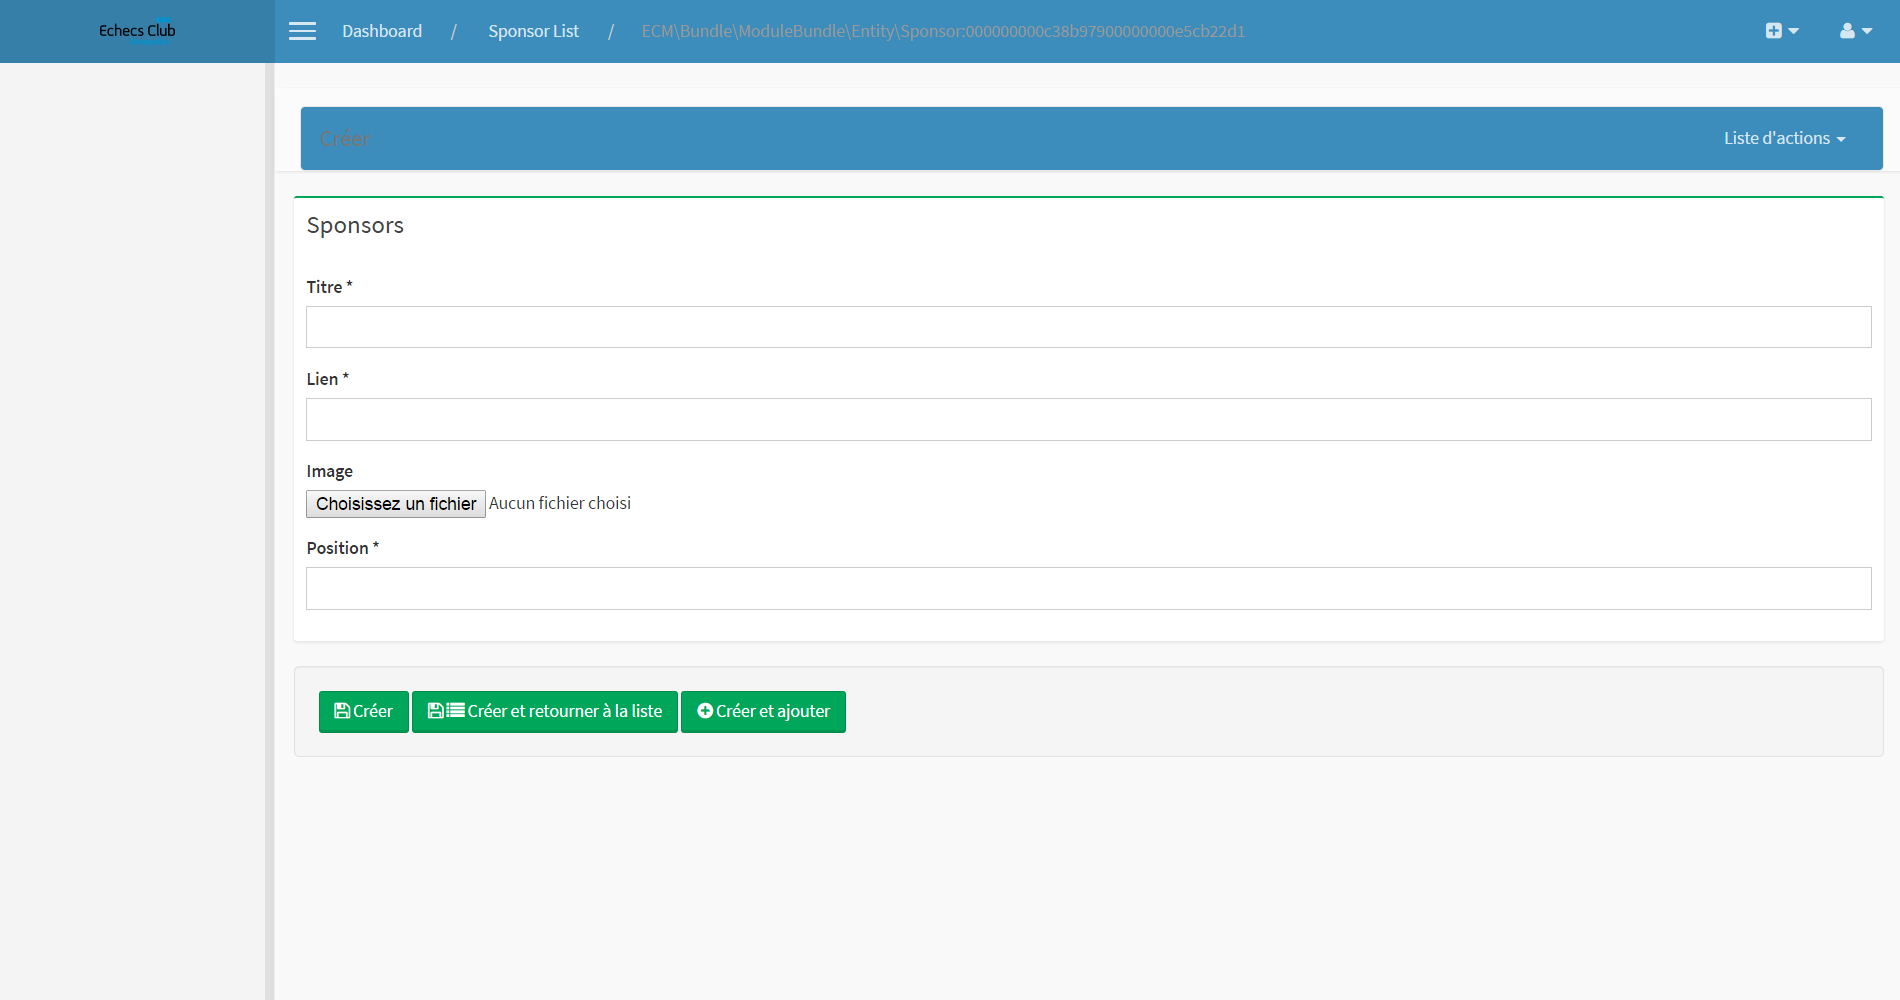 Echecs Club
Dashboard / Sponsor List / ECM\Bundle\ModuleBundle\Entity\Sponsor:000000000c38b97900000000e5cb22d1
Créer
Liste d'actions
Sponsors
Titre *
Lien *
Image
Choisissez un fichier Aucun fichier choisi
Position *
Créer
Créer et retourner à la liste
Créer et ajouter